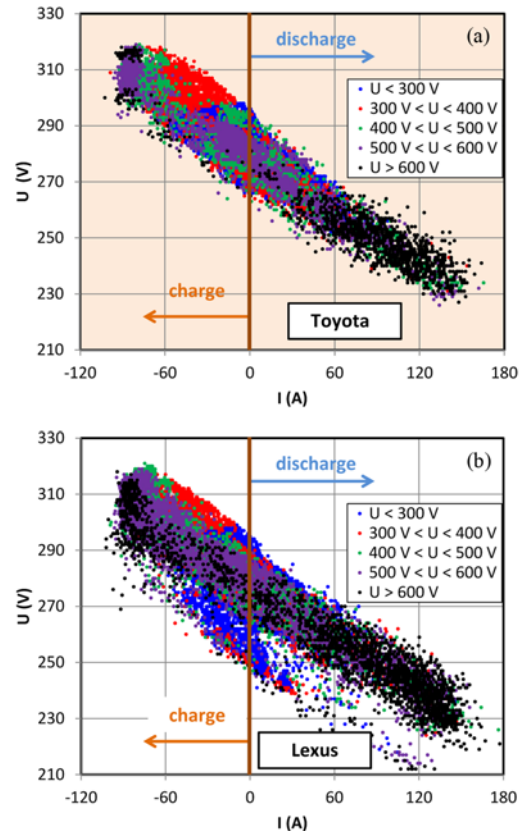 330
(a)
discharge
310
U < 300 V
300 V < U < 400 V
290
400 V < U < 500 V
500 V < U < 600 V
U (V)
U > 600 V
270
250
charge
230
Toyota
210
-120 -60 0 60 120 180
I (A)
330
(b)
discharge
310
U < 300 V
300 V < U < 400 V
290
400 V < U < 500 V
500 V < U < 600 V
U (V)
U > 600 V
270
250
charge
230
Lexus
210
-120 -60 0 60 120 180
I (A)